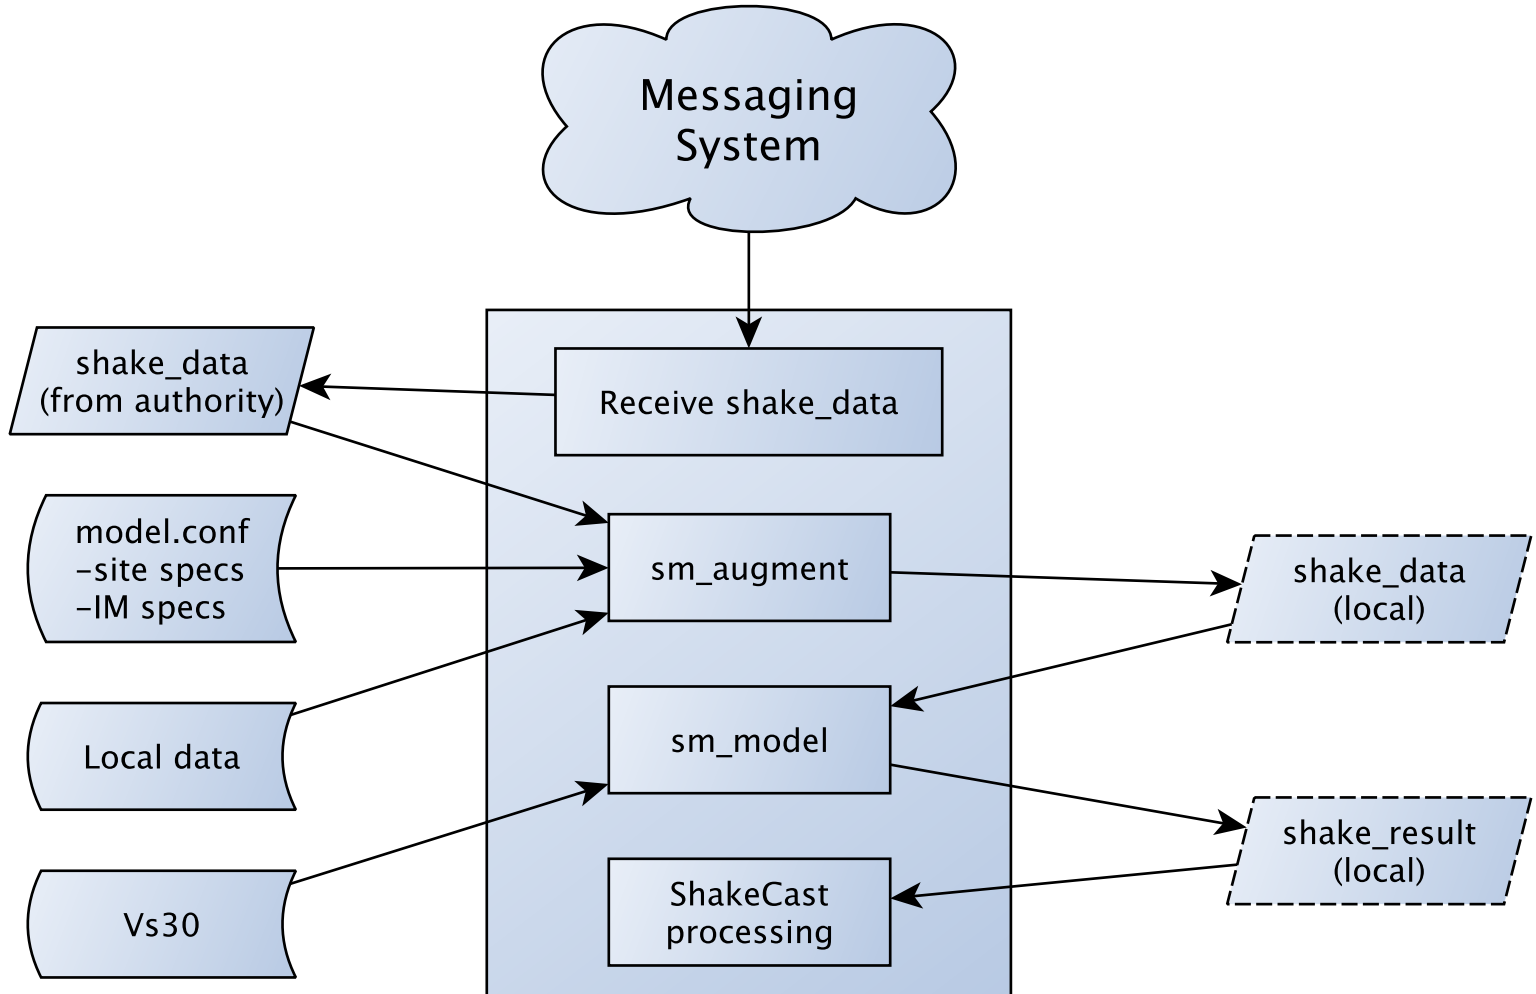 Messaging
System
shake_data
(from authority)
Receive shake_data
model.conf
–site specs
–IM specs
sm_augment
shake_data
(local)
Local data
sm_model
shake_result
(local)
Vs30
ShakeCast
processing